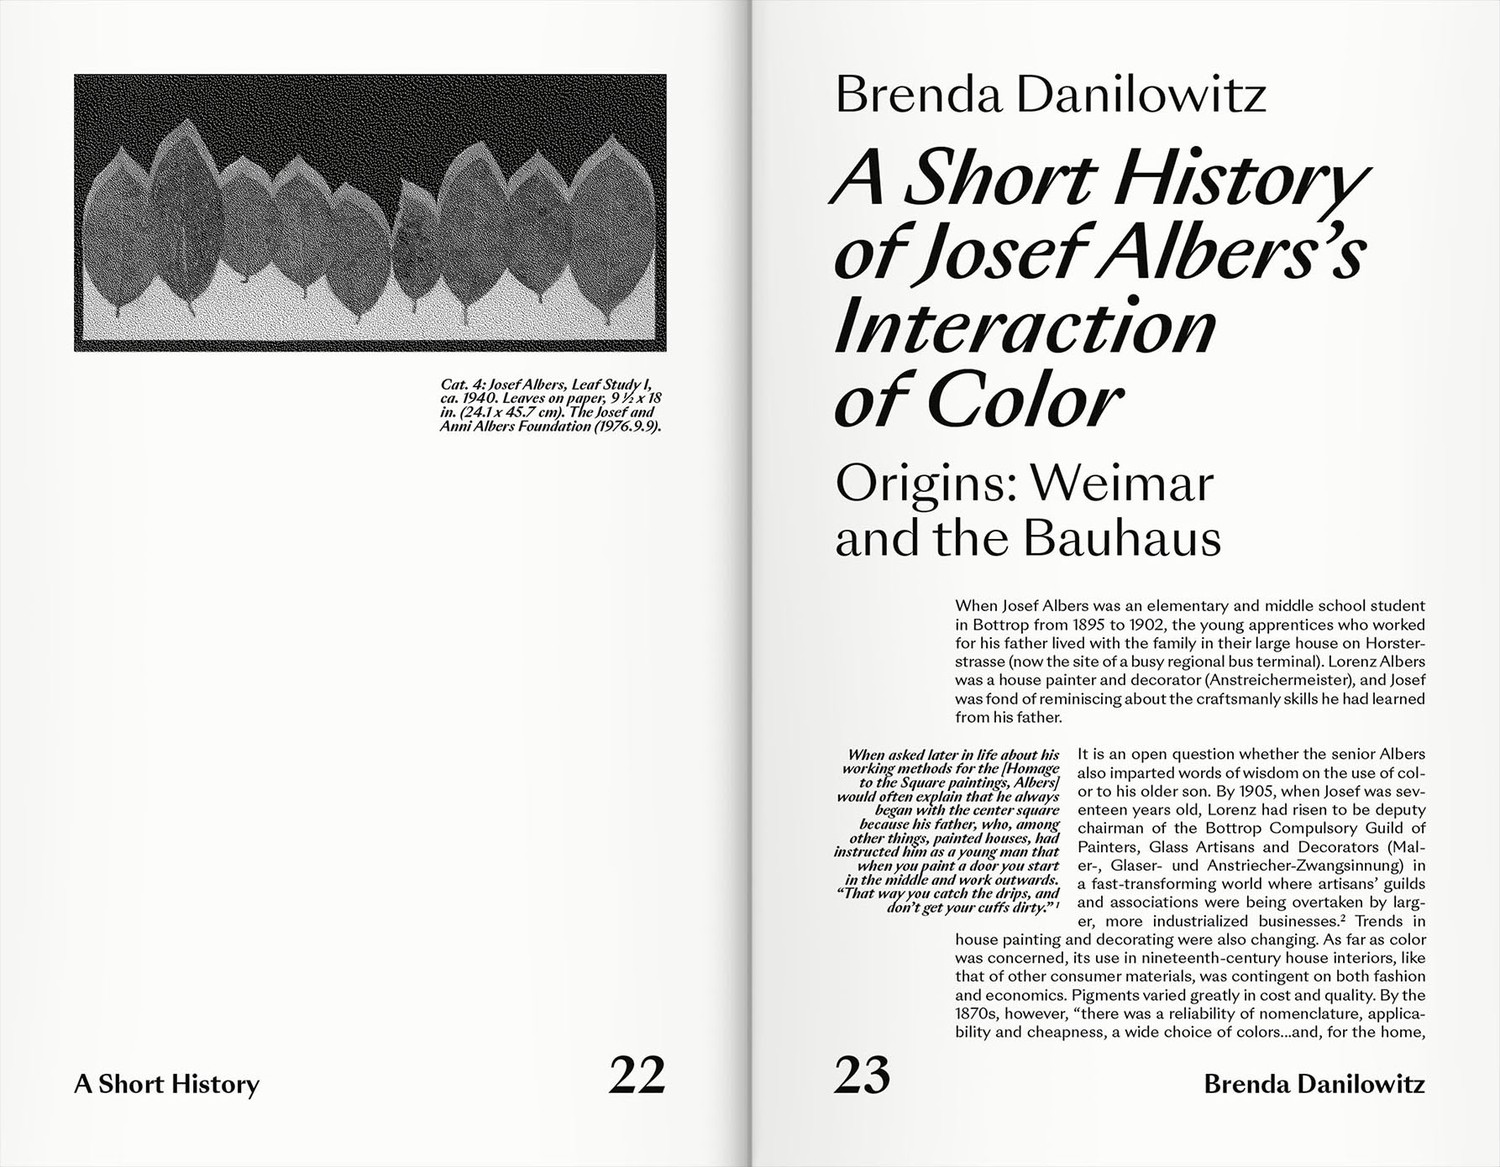 Cat. 4: Josef Albers, Leaf Study I,
ca. 1940. Leaves on paper, 9 ½ x 18
in. (24.1 x 45.7 cm). The Josef and
Anni Albers Foundation (1976.9.9).
A Short History
22
Brenda Danilowitz
A Short History
of Josef Albers’s
Interaction
of Color
Origins: Weimar
and the Bauhaus
When Josef Albers was an elementary and middle school student
in Bottrop from 1895 to 1902, the young apprentices who worked
for his father lived with the family in their large house on Horster-
strasse (now the site of a busy regional bus terminal). Lorenz Albers
was a house painter and decorator (Anstreichermeister), and Josef
was fond of reminiscing about the craftsmanly skills he had learned
from his father.
When asked later in life about his
working methods for the [Homage
to the Square paintings, Albers]
would often explain that he always
began with the center square
because his father, who, among
other things, painted houses, had
instructed him as a young man that
when you paint a door you start
in the middle and work outwards.
“That way you catch the drips, and
don’t get your cuffs dirty.” ¹
It is an open question whether the senior Albers
also imparted words of wisdom on the use of col-
or to his older son. By 1905, when Josef was sev-
enteen years old, Lorenz had risen to be deputy
chairman of the Bottrop Compulsory Guild of
Painters, Glass Artisans and Decorators (Mal-
er-, Glaser- und Anstriecher-Zwangsinnung) in
a fast-transforming world where artisans’ guilds
and associations were being overtaken by larg-
er, more industrialized businesses.² Trends in
house painting and decorating were also changing. As far as color
was concerned, its use in nineteenth-century house interiors, like
that of other consumer materials, was contingent on both fashion
and economics. Pigments varied greatly in cost and quality. By the
1870s, however, “there was a reliability of nomenclature, applica-
bility and cheapness, a wide choice of colors...and, for the home,
23
Brenda Danilowitz